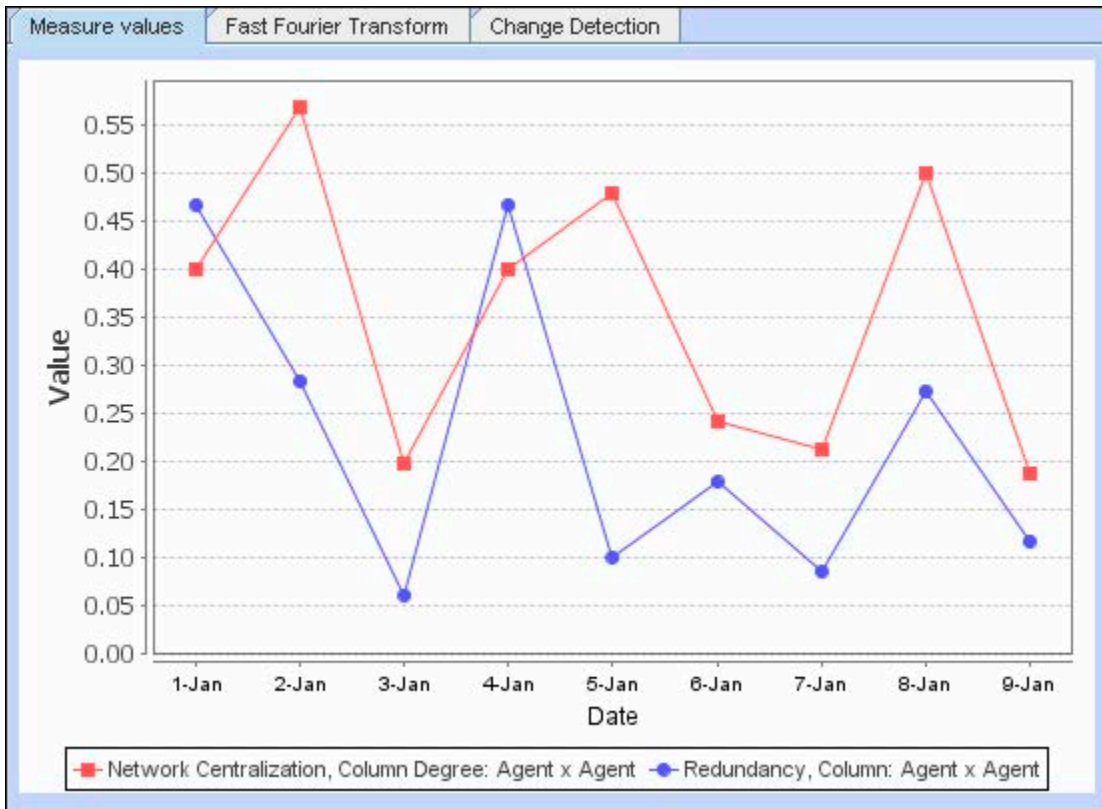 Measure values Fast Fourier Transform Change Detection
0.55
0.50
0.45
0.40
0.35
0.30
0.25
0.20
0.15
0.10
0.05
0.00
Value
1-Jan 2-Jan 3-Jan 4-Jan 5-Jan 6-Jan 7-Jan 8-Jan 9-Jan
Date
Network Centralization, Column Degree: Agent x Agent Redundancy, Column: Agent x Agent